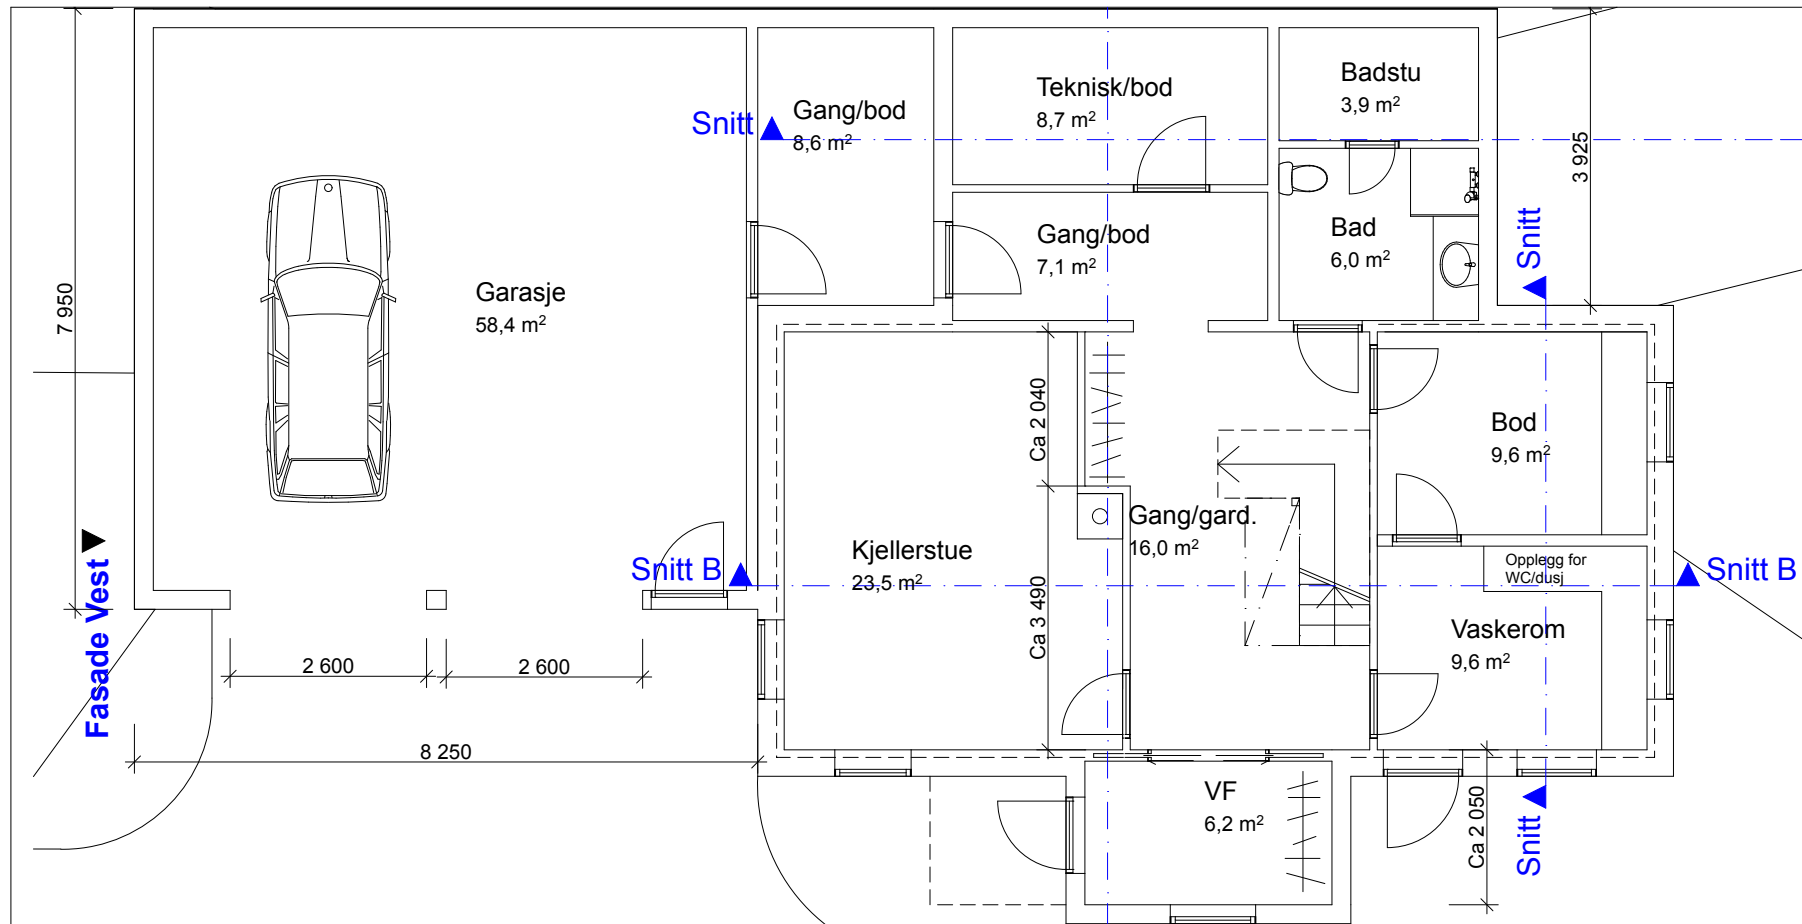 Badstu
3,9 m²
Teknisk/bod
8,7 m²
Gang/bod
8,6 m²
Snitt
3 925
Bad
6,0 m²
Gang/bod
7,1 m²
Snitt
Garasje
58,4 m²
7 950
Ca 2 040
Bod
9,6 m²
Gang/gard.
16,0 m²
Kjellerstue
23,5 m²
Snitt B
Opplegg for
WC/dusj
Snitt B
Fasade Vest
Ca 3 490
Vaskerom
9,6 m²
2 600
2 600
8 250
VF
6,2 m²
Ca 2 050
Snitt